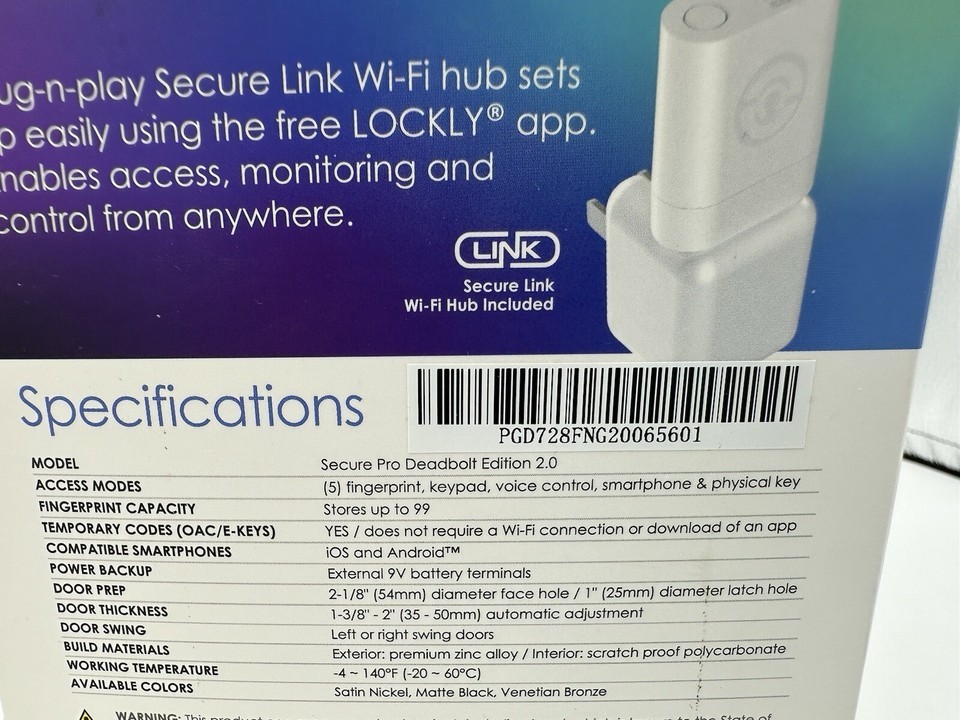 ug-n-play Secure Link Wi-Fi hub sets
p easily using the free LOCKLY® app.
nables access, monitoring and
control from anywhere.
LINK
Secure Link
Wi-Fi Hub Included
Specifications
PGD728FNG20065601
MODEL Secure Pro Deadbolt Edition 2.0
ACCESS MODES (5) fingerprint, keypad, voice control, smartphone & physical key
FINGERPRINT CAPACITY Stores up to 99
TEMPORARY CODES (OAC/E-KEYS) YES / does not require a Wi-Fi connection or download of an app
COMPATIBLE SMARTPHONES iOS and Android™
POWER BACKUP External 9V battery terminals
DOOR PREP 2-1/8" (54mm) diameter face hole / 1" (25mm) diameter latch hole
DOOR THICKNESS 1-3/8" - 2" (35 - 50mm) automatic adjustment
DOOR SWING Left or right swing doors
BUILD MATERIALS Exterior: premium zinc alloy / Interior: scratch proof polycarbonate
WORKING TEMPERATURE -4 ~ 140°F (-20 ~ 60°C)
AVAILABLE COLORS Satin Nickel, Matte Black, Venetian Bronze
WARNING: This product to the State of